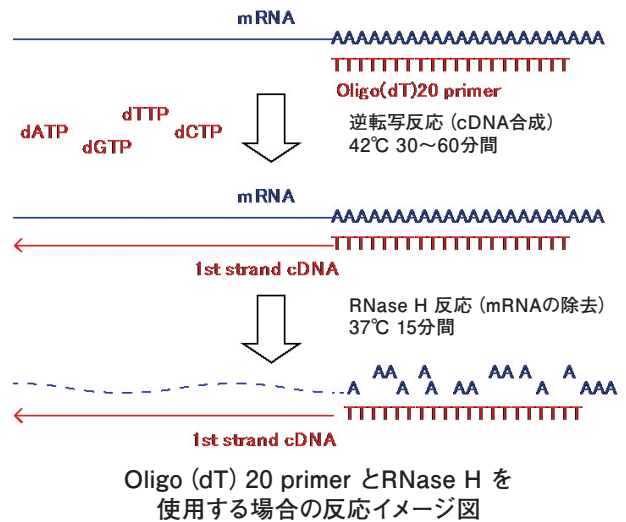 mRNA
AAAAAAAAAAAAAAAAAAAAAAA
TTTTTTTTTTTTTTTTTTTT
Oligo(dT)20 primer
dATP
dGTP
dTTP
dCTP
逆転写反応 (cDNA合成)
42℃ 30～60分間
mRNA
AAAAAAAAAAAAAAAAAAAAAAA
TTTTTTTTTTTTTTTTTTTT
1st strand cDNA
RNase H 反応 (mRNAの除去)
37℃ 15分間
A AA A A A AA AA A A A AAA
TTTTTTTTTTTTTTTTTTTT
1st strand cDNA
Oligo (dT) 20 primer とRNase H を
使用する場合の反応イメージ図